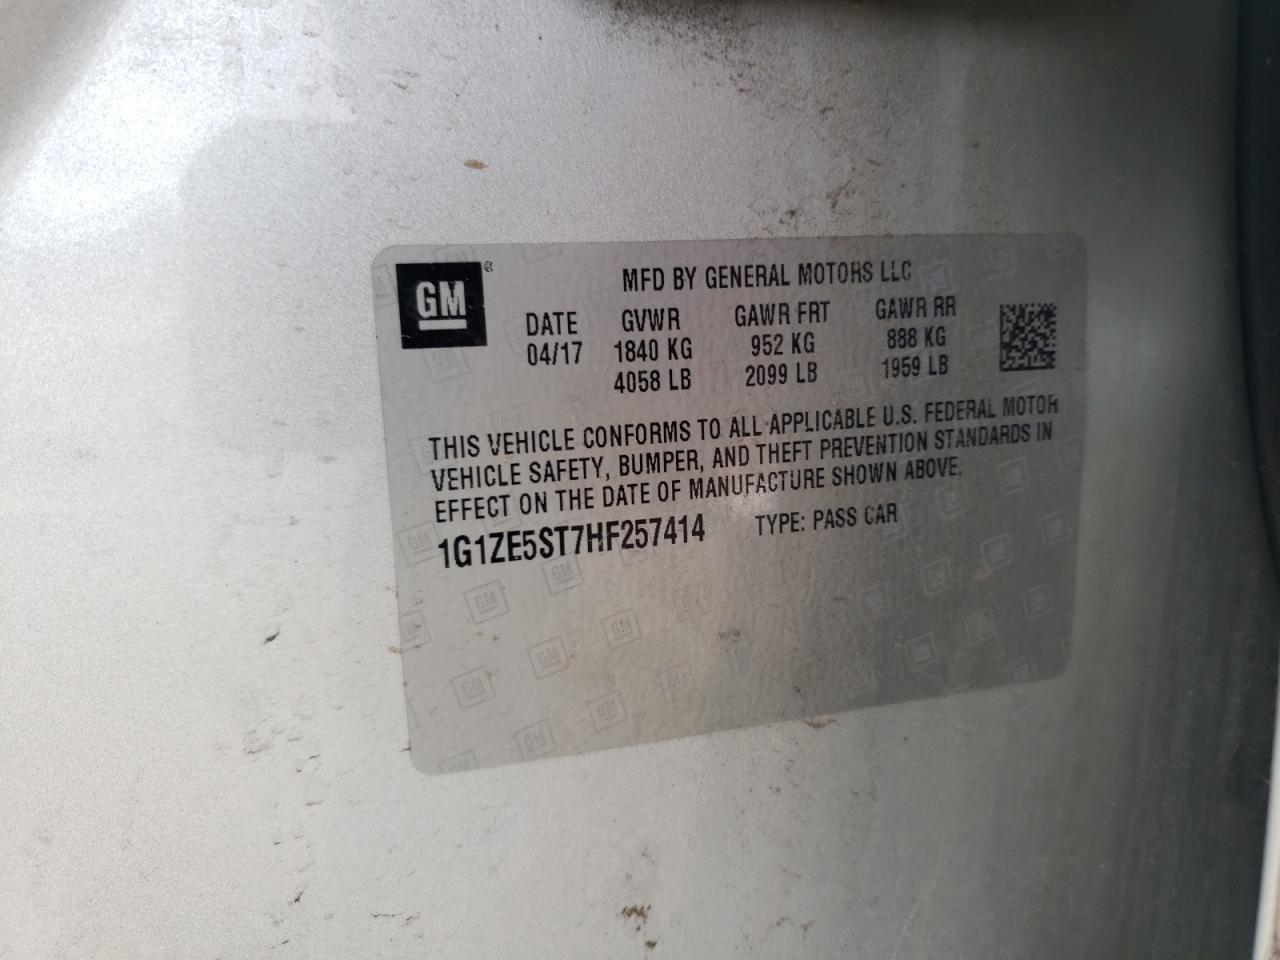 GM ®
MFD BY GENERAL MOTORS LLC
DATE GVWR GAWR FRT GAWR RR
04/17 1840 KG 952 KG 888 KG
4058 LB 2099 LB 1959 LB
THIS VEHICLE CONFORMS TO ALL APPLICABLE U.S. FEDERAL MOTOR
VEHICLE SAFETY, BUMPER, AND THEFT PREVENTION STANDARDS IN
EFFECT ON THE DATE OF MANUFACTURE SHOWN ABOVE.
1G1ZE5ST7HF257414 TYPE: PASS CAR